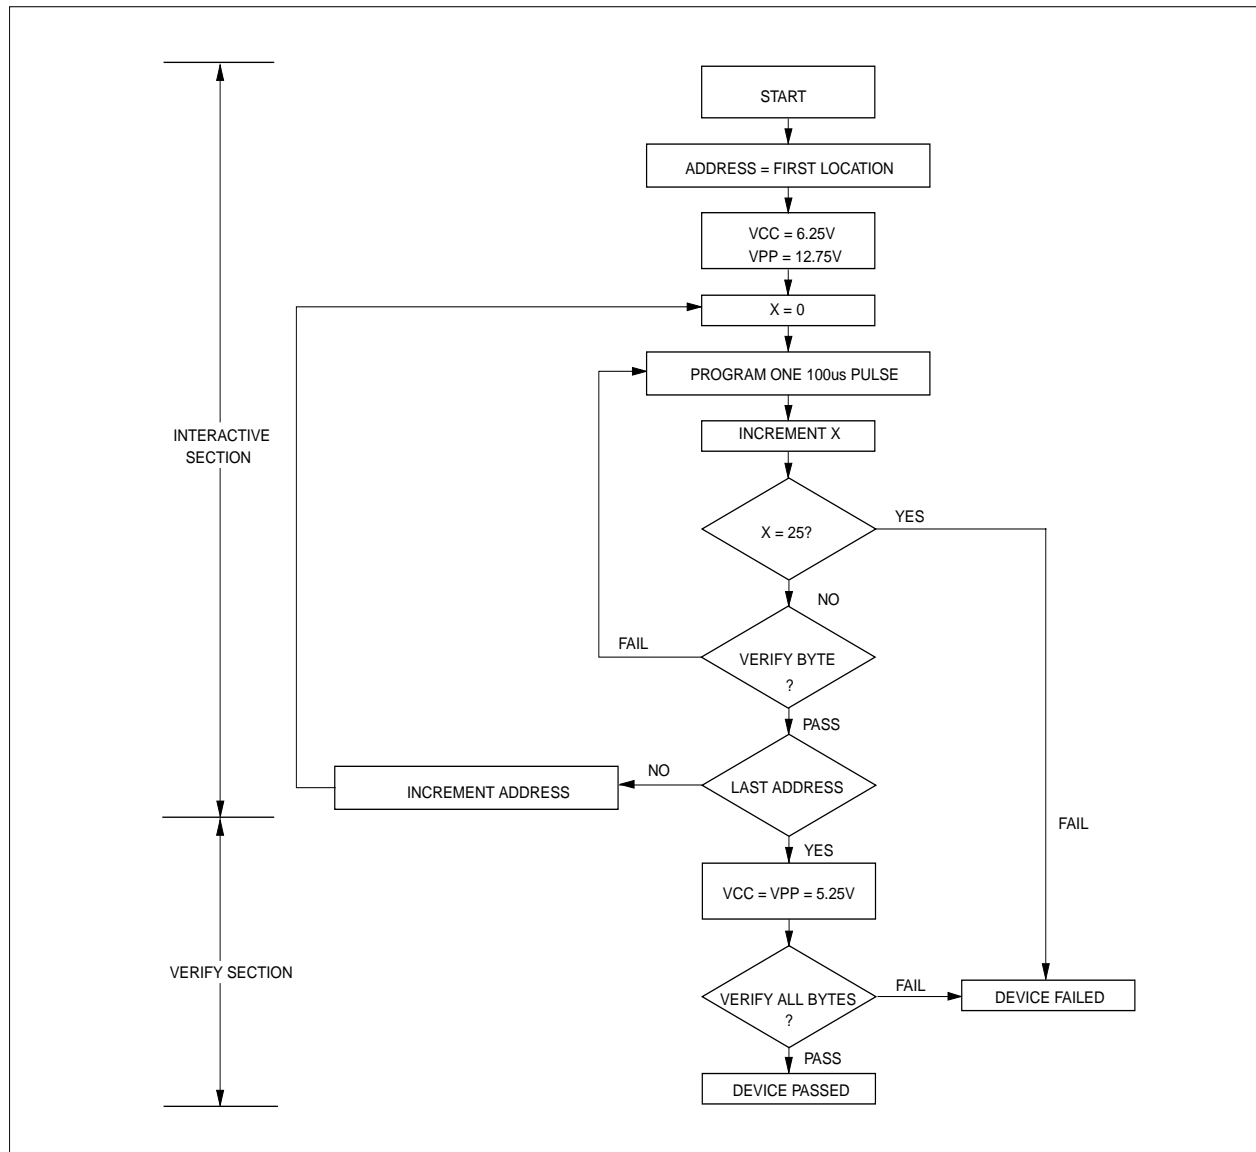 START
ADDRESS = FIRST LOCATION
VCC = 6.25V
VPP = 12.75V
X = 0
PROGRAM ONE 100us PULSE
INCREMENT X
INTERACTIVE
SECTION
X = 25?
YES
NO
FAIL
VERIFY BYTE
?
PASS
NO
LAST ADDRESS
INCREMENT ADDRESS
FAIL
YES
VCC = VPP = 5.25V
VERIFY SECTION
VERIFY ALL BYTES
?
FAIL
DEVICE FAILED
PASS
DEVICE PASSED